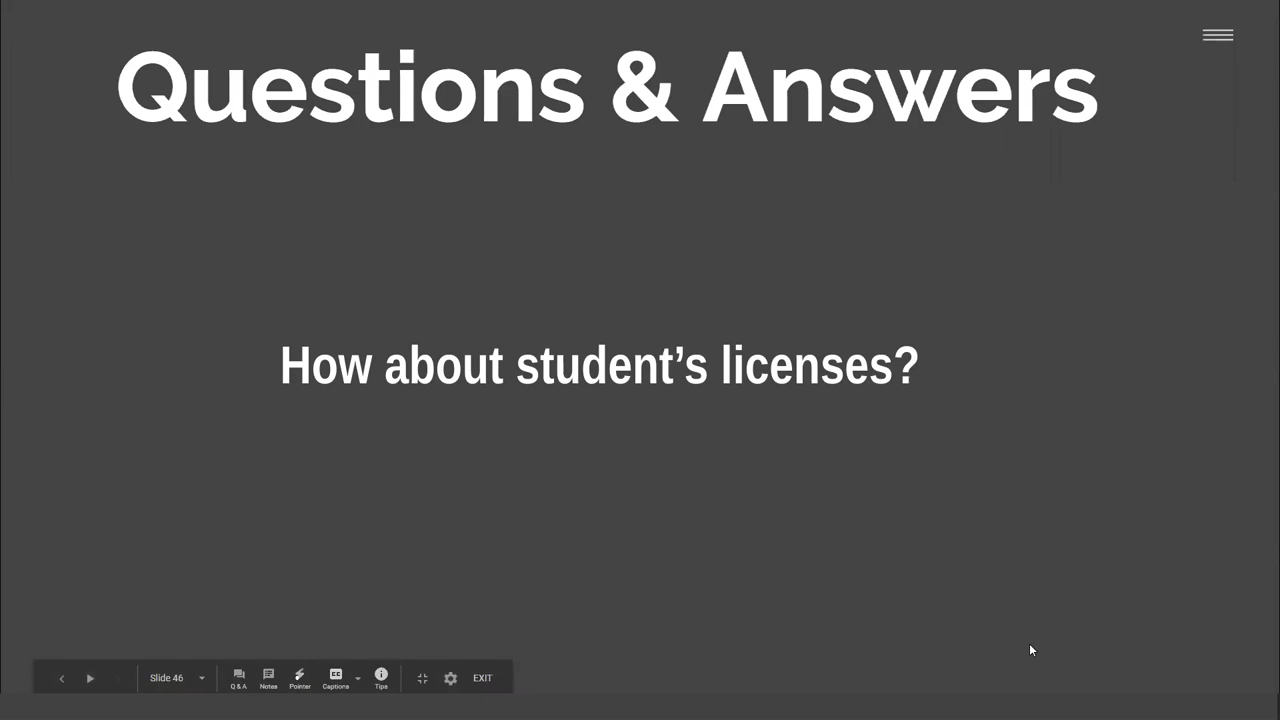 Questions & Answers
How about student’s licenses?
Slide 46
Q & A
Notes
Pointer
Captions
Tips
EXIT